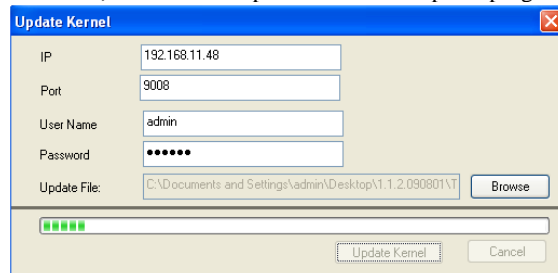 Update Kernel
IP 192.168.11.48
Port 9008
User Name admin
Password ●●●●●●
Update File: C:\Documents and Settings\admin\Desktop\1.1.2.090801\T Browse
Update Kernel Cancel